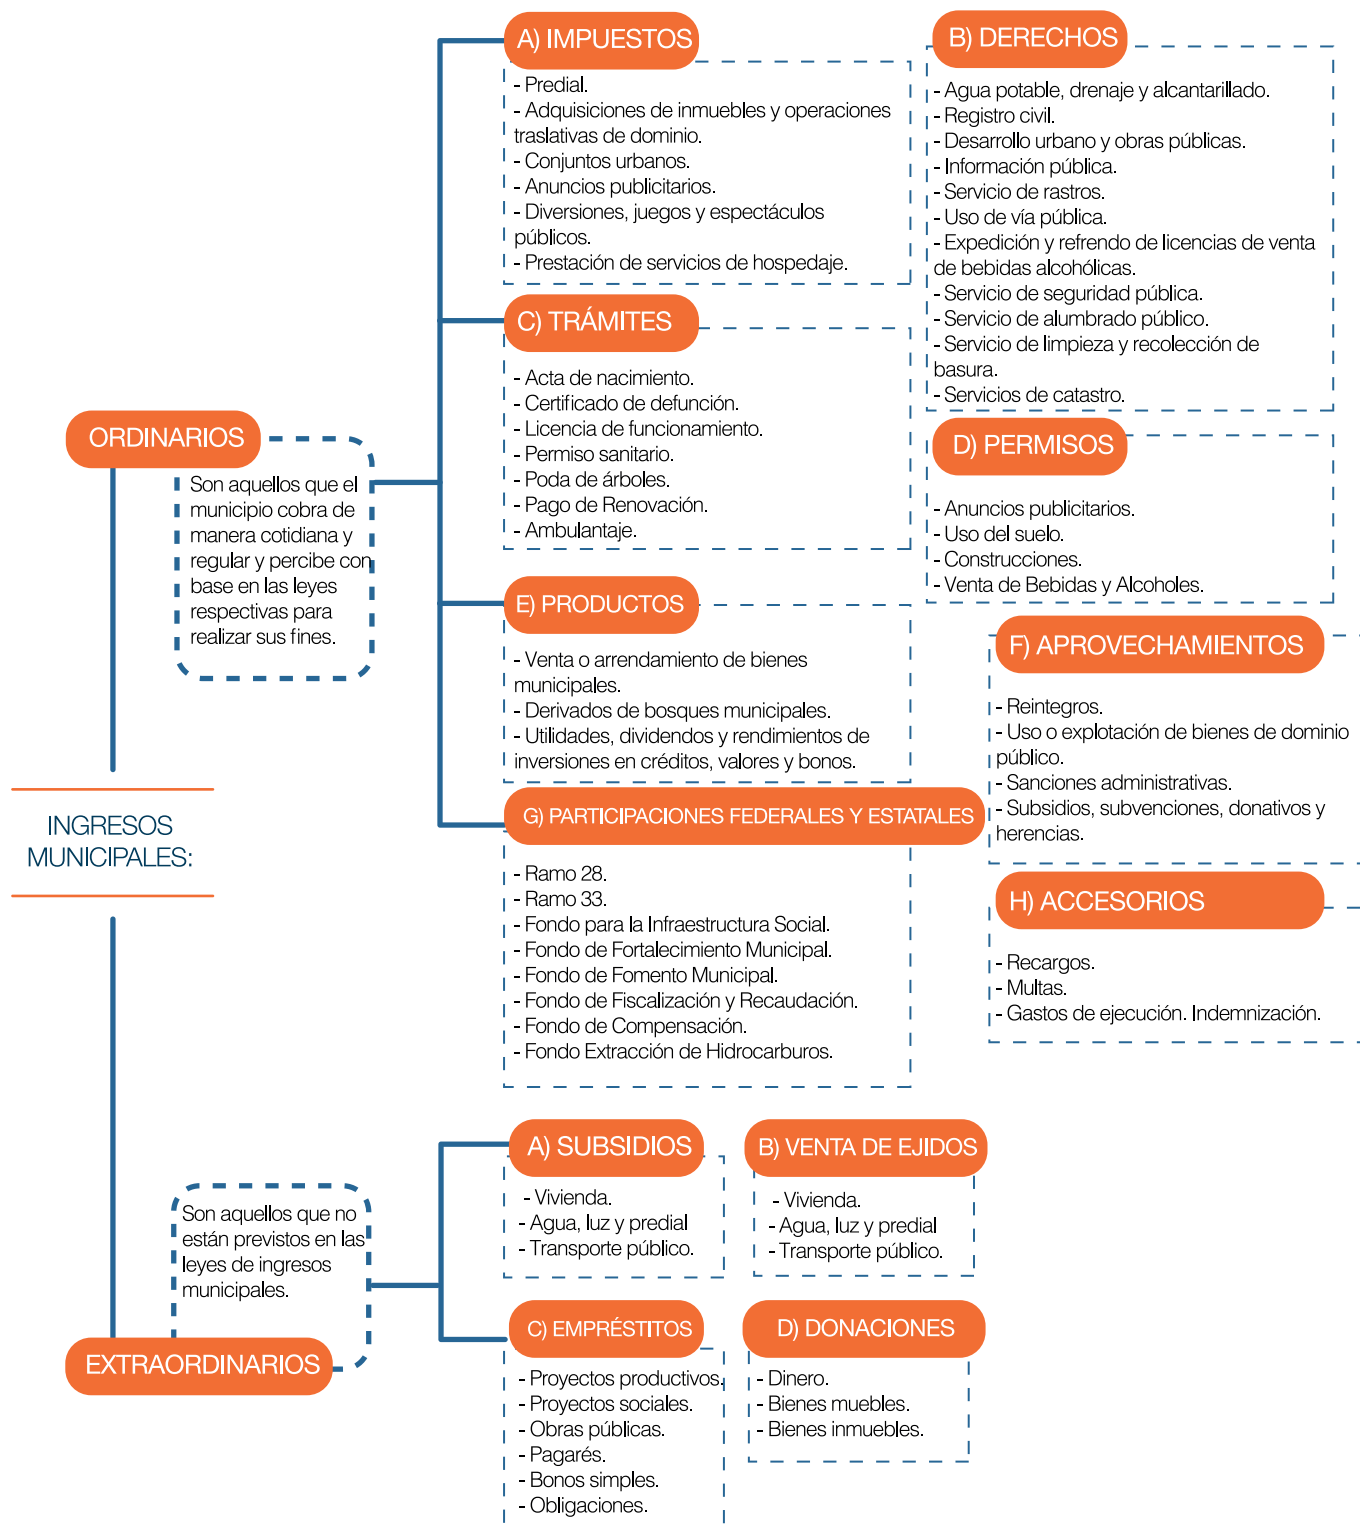 INGRESOS
MUNICIPALES:
ORDINARIOS
Son aquellos que el
municipio cobra de
manera cotidiana y
regular y percibe con
base en las leyes
respectivas para
realizar sus fines.
A) IMPUESTOS
- Predial.
- Adquisiciones de inmuebles y operaciones
traslativas de dominio.
- Conjuntos urbanos.
- Anuncios publicitarios.
- Diversiones, juegos y espectáculos
públicos.
- Prestación de servicios de hospedaje.
B) DERECHOS
- Agua potable, drenaje y alcantarillado.
- Registro civil.
- Desarrollo urbano y obras públicas.
- Información pública.
- Servicio de rastros.
- Uso de vía pública.
- Expedición y refrendo de licencias de venta
de bebidas alcohólicas.
- Servicio de seguridad pública.
- Servicio de alumbrado público.
- Servicio de limpieza y recolección de
basura.
- Servicios de catastro.
C) TRÁMITES
- Acta de nacimiento.
- Certificado de defunción.
- Licencia de funcionamiento.
- Permiso sanitario.
- Poda de árboles.
- Pago de Renovación.
- Ambulantaje.
D) PERMISOS
- Anuncios publicitarios.
- Uso del suelo.
- Construcciones.
- Venta de Bebidas y Alcoholes.
E) PRODUCTOS
- Venta o arrendamiento de bienes
municipales.
- Derivados de bosques municipales.
- Utilidades, dividendos y rendimientos de
inversiones en créditos, valores y bonos.
F) APROVECHAMIENTOS
- Reintegros.
- Uso o explotación de bienes de dominio
público.
- Sanciones administrativas.
- Subsidios, subvenciones, donativos y
herencias.
G) PARTICIPACIONES FEDERALES Y ESTATALES
- Ramo 28.
- Ramo 33.
- Fondo para la Infraestructura Social.
- Fondo de Fortalecimiento Municipal.
- Fondo de Fomento Municipal.
- Fondo de Fiscalización y Recaudación.
- Fondo de Compensación.
- Fondo Extracción de Hidrocarburos.
H) ACCESORIOS
- Recargos.
- Multas.
- Gastos de ejecución. Indemnización.
EXTRAORDINARIOS
Son aquellos que no
están previstos en las
leyes de ingresos
municipales.
A) SUBSIDIOS
- Vivienda.
- Agua, luz y predial
- Transporte público.
B) VENTA DE EJIDOS
- Vivienda.
- Agua, luz y predial
- Transporte público.
C) EMPRÉSTITOS
- Proyectos productivos.
- Proyectos sociales.
- Obras públicas.
- Pagarés.
- Bonos simples.
- Obligaciones.
D) DONACIONES
- Dinero.
- Bienes muebles.
- Bienes inmuebles.